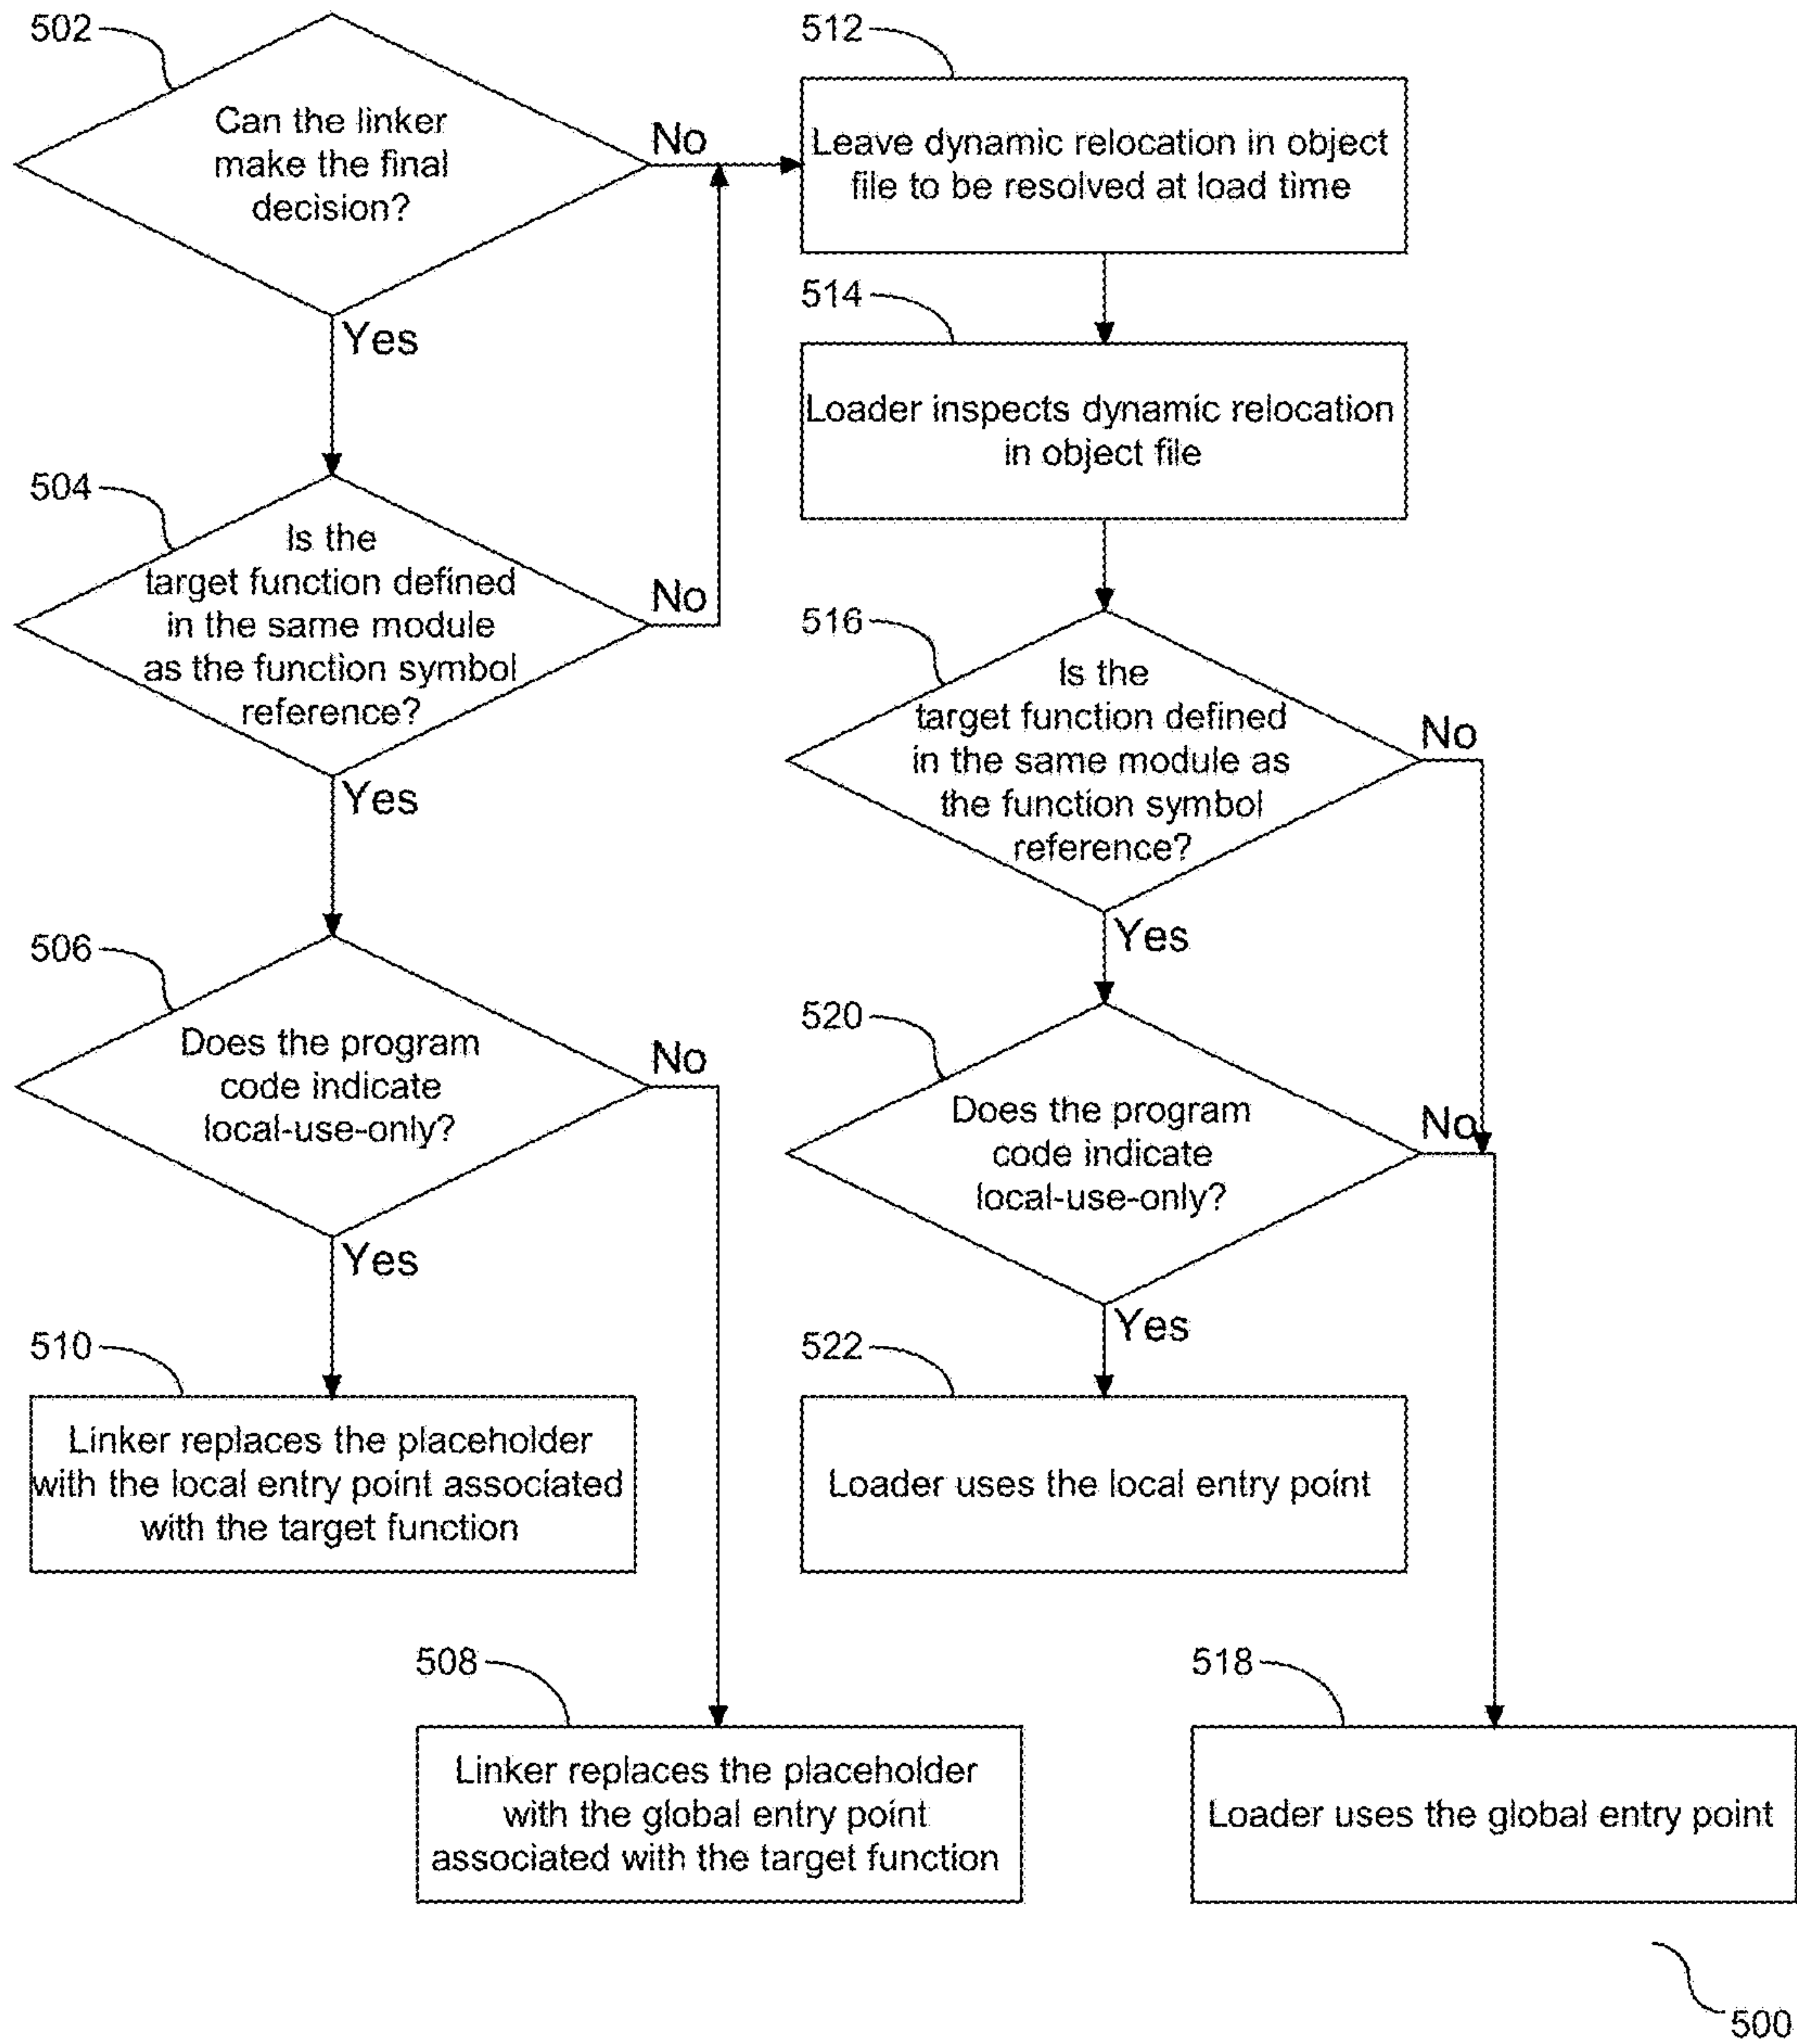 502
Can the linker
make the final
decision?
No
Yes
504
Is the
target function defined
in the same module
as the function symbol
reference?
No
Yes
506
Does the program
code indicate
local-use-only?
No
Yes
510
Linker replaces the placeholder
with the local entry point associated
with the target function
508
Linker replaces the placeholder
with the global entry point
associated with the target function
512
Leave dynamic relocation in object
file to be resolved at load time
514
Loader inspects dynamic relocation
in object file
516
Is the
target function defined
in the same module as
the function symbol
reference?
No
Yes
520
Does the program
code indicate
local-use-only?
No
Yes
522
Loader uses the local entry point
518
Loader uses the global entry point
500